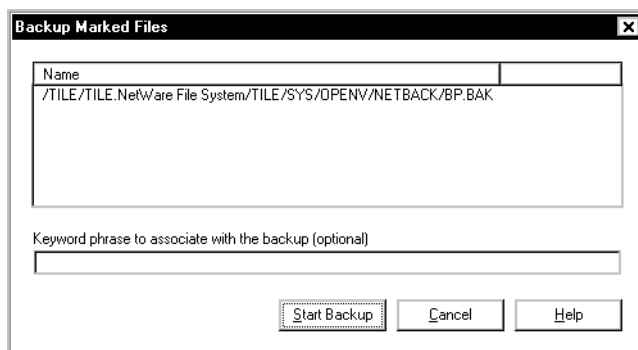 Backup Marked Files
Name
/TILE/TILE.NetWare File System/TILE/SYS/OPENV/NETBACK/BP.BAK
Keyword phrase to associate with the backup (optional)
Start Backup Cancel Help